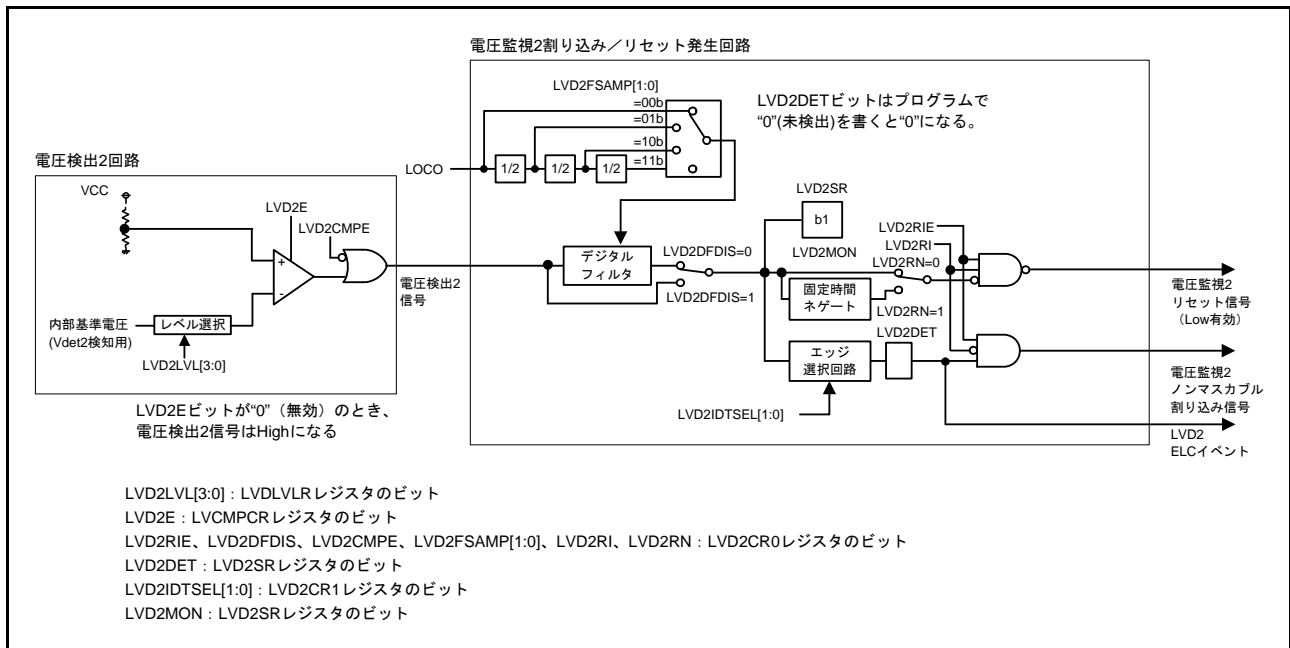 電圧監視2割り込み／リセット発生回路
LVD2FSAMP[1:0]
=00b
=01b
=10b
=11b
LVD2DETビットはプログラムで
“0”(未検出)を書くと“0”になる。
LOCO
1/2
1/2
1/2
電圧検出2回路
VCC
LVD2E
LVD2CMPE
+
-
内部基準電圧
(Vdet2検知用)
レベル選択
LVD2LVL[3:0]
電圧検出2
信号
LVD2Eビットが“0”（無効）のとき、
電圧検出2信号はHighになる
デジタル
フィルタ
LVD2DFDIS=0
LVD2DFDIS=1
LVD2SR
b1
LVD2MON
固定時間
ネゲート
LVD2RIE
LVD2RI
LVD2RN=0
LVD2RN=1
LVD2DET
エッジ
選択回路
LVD2IDTSEL[1:0]
電圧監視2
リセット信号
（Low有効）
電圧監視2
ノンマスカブル
割り込み信号
LVD2
ELCイベント
LVD2LVL[3:0]：LVDLVLRレジスタのビット
LVD2E：LVCMPCRレジスタのビット
LVD2RIE、LVD2DFDIS、LVD2CMPE、LVD2FSAMP[1:0]、LVD2RI、LVD2RN：LVD2CR0レジスタのビット
LVD2DET：LVD2SRレジスタのビット
LVD2IDTSEL[1:0]：LVD2CR1レジスタのビット
LVD2MON：LVD2SRレジスタのビット